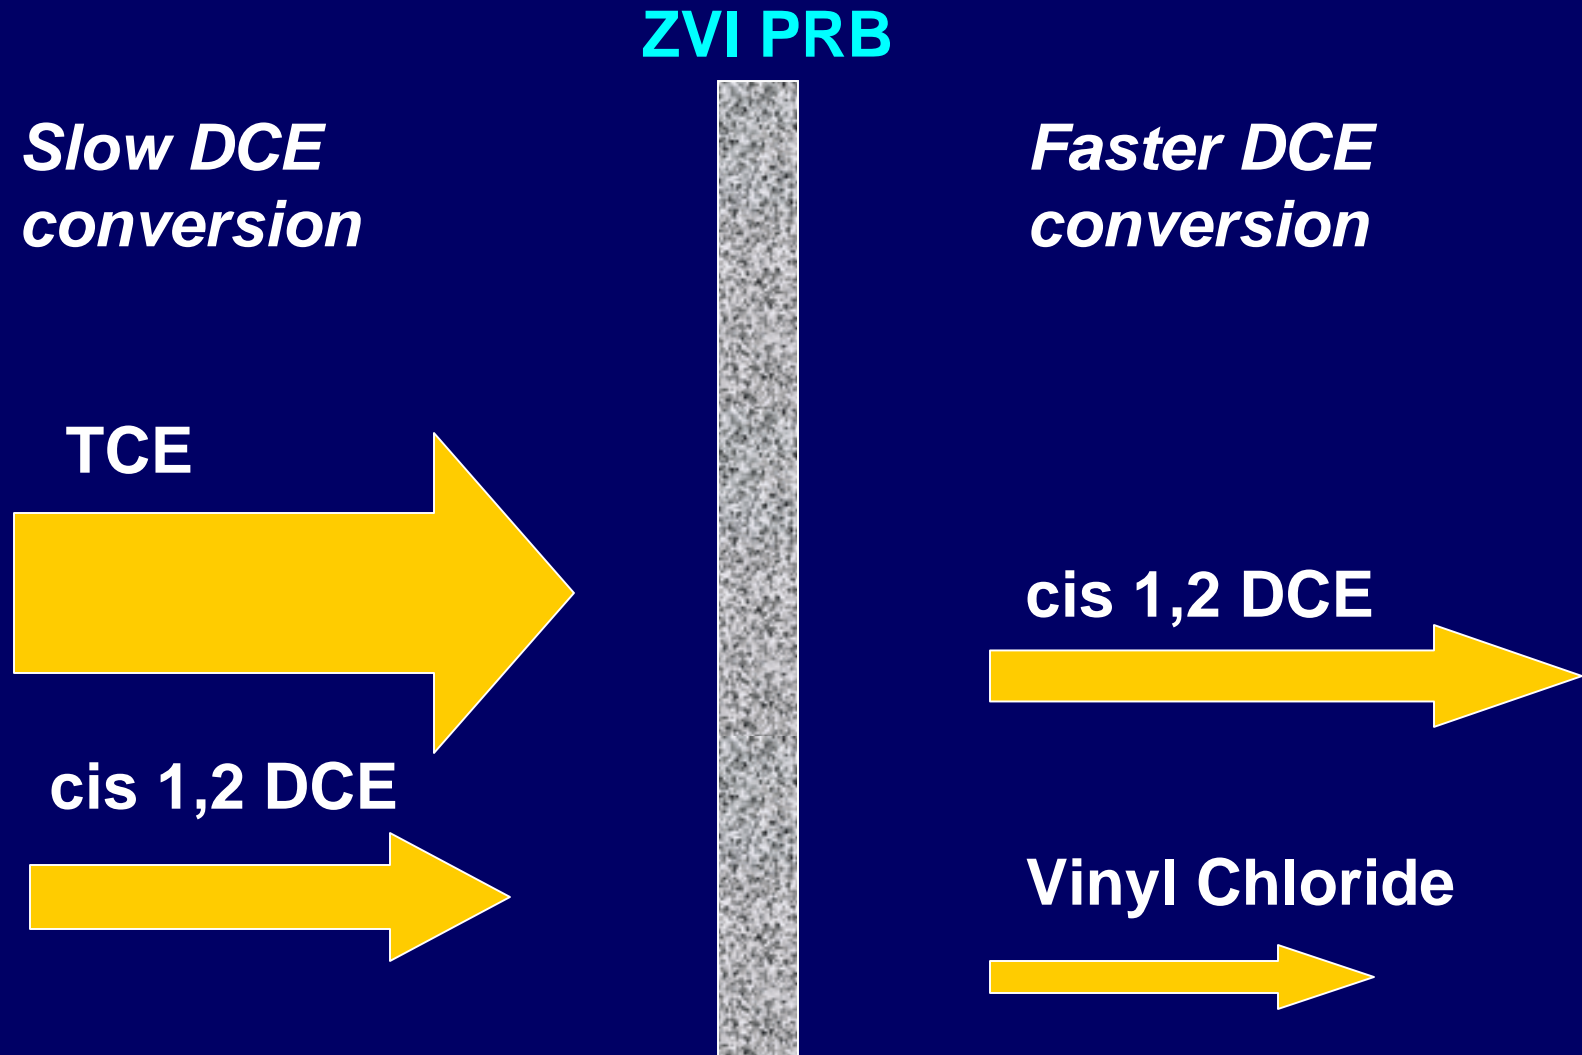 ZVI PRB
Slow DCE
conversion
Faster DCE
conversion
TCE
cis 1,2 DCE
cis 1,2 DCE
Vinyl Chloride